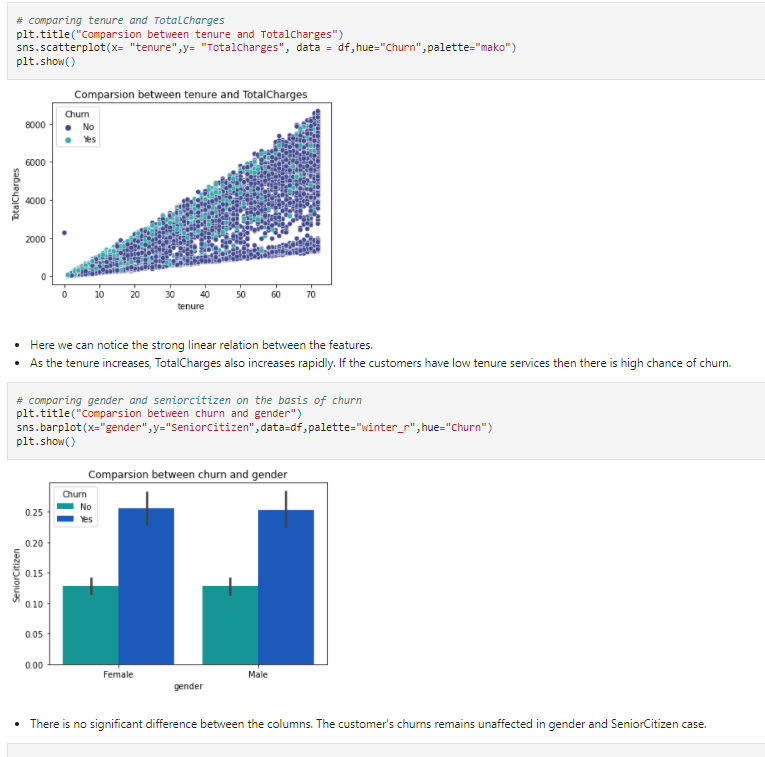 # comparing tenure and TotalCharges
plt.title("Comparsion between tenure and TotalCharges")
sns.scatterplot(x= "tenure",y= "TotalCharges", data = df,hue="Churn",palette="mako")
plt.show()
Comparsion between tenure and TotalCharges
Churn
No
Yes
8000
6000
4000
2000
0
TotalCharges
0 10 20 30 40 50 60 70
tenure
• Here we can notice the strong linear relation between the features.
• As the tenure increases, TotalCharges also increases rapidly. If the customers have low tenure services then there is high chance of churn.
# comparing gender and seniorcitizen on the basis of churn
plt.title("Comparsion between churn and gender")
sns.barplot(x="gender",y="SeniorCitizen",data=df,palette="winter_r",hue="Churn")
plt.show()
Comparsion between churn and gender
Churn
No
Yes
0.25
0.20
0.15
0.10
0.05
0.00
SeniorCitizen
Female Male
gender
• There is no significant difference between the columns. The customer's churns remains unaffected in gender and SeniorCitizen case.